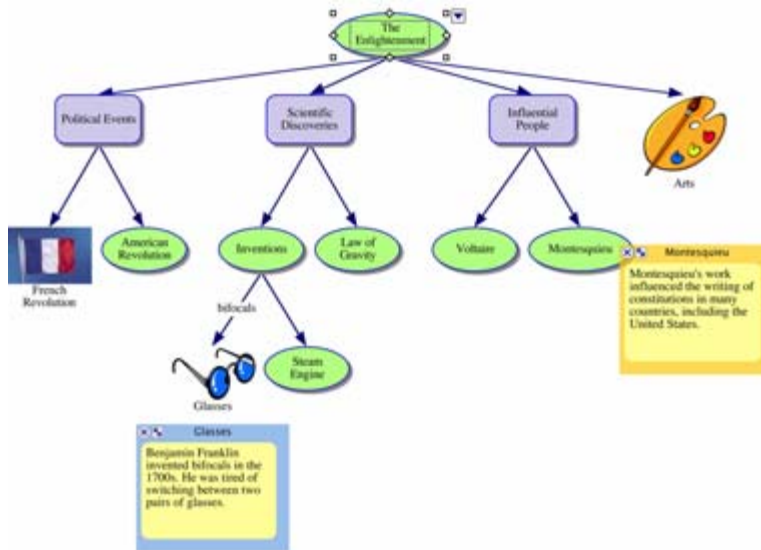 The
Enlightenment
Political Events
Scientific
Discoveries
Influential
People
Arts
French
Revolution
American
Revolution
Inventions
Law of
Gravity
Voltaire
Montesquieu
Montesquieu
Montesquieu's work
influenced the writing of
constitutions in many
countries, including the
United States.
bifocals
Glasses
Steam
Engine
Glasses
Benjamin Franklin
invented bifocals in the
1700s. He was tired of
switching between two
pairs of glasses.